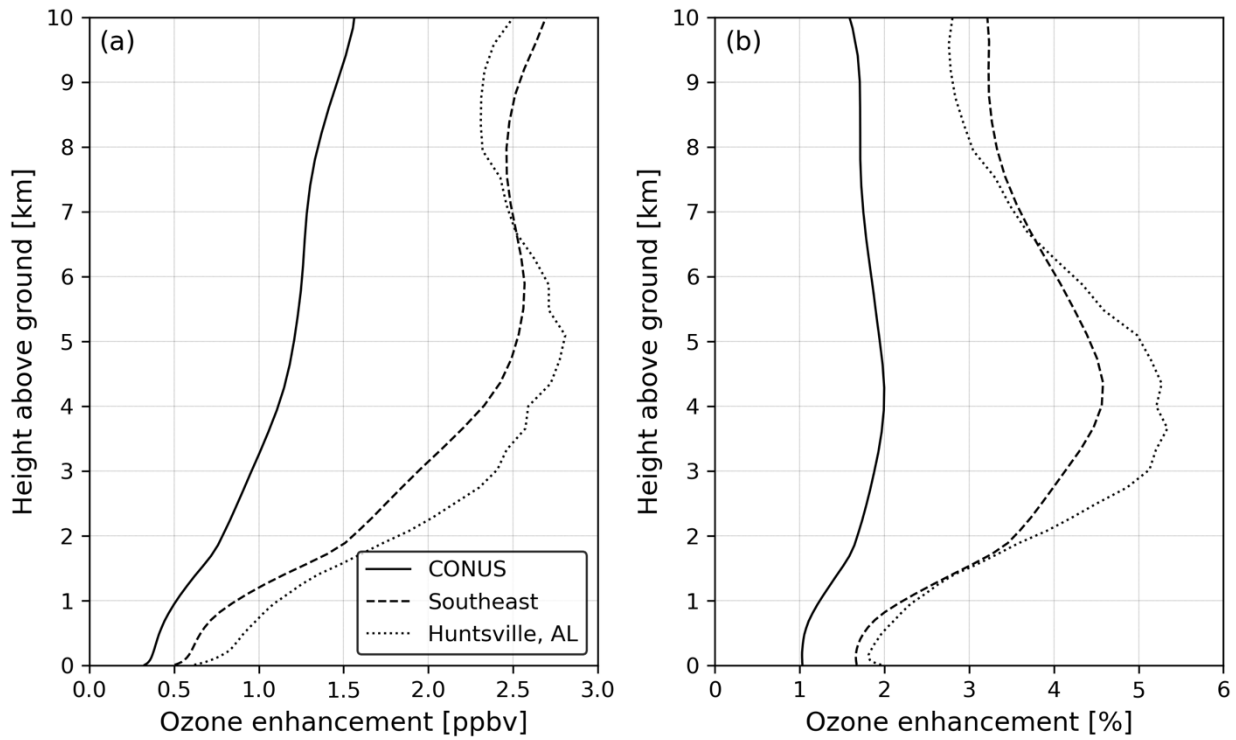 (a)
10
9
8
7
6
5
4
3
2
1
0
Height above ground [km]
0.0 0.5 1.0 1.5 2.0 2.5 3.0
Ozone enhancement [ppbv]
CONUS
Southeast
Huntsville, AL
(b)
10
9
8
7
6
5
4
3
2
1
0
Height above ground [km]
0 1 2 3 4 5 6
Ozone enhancement [%]